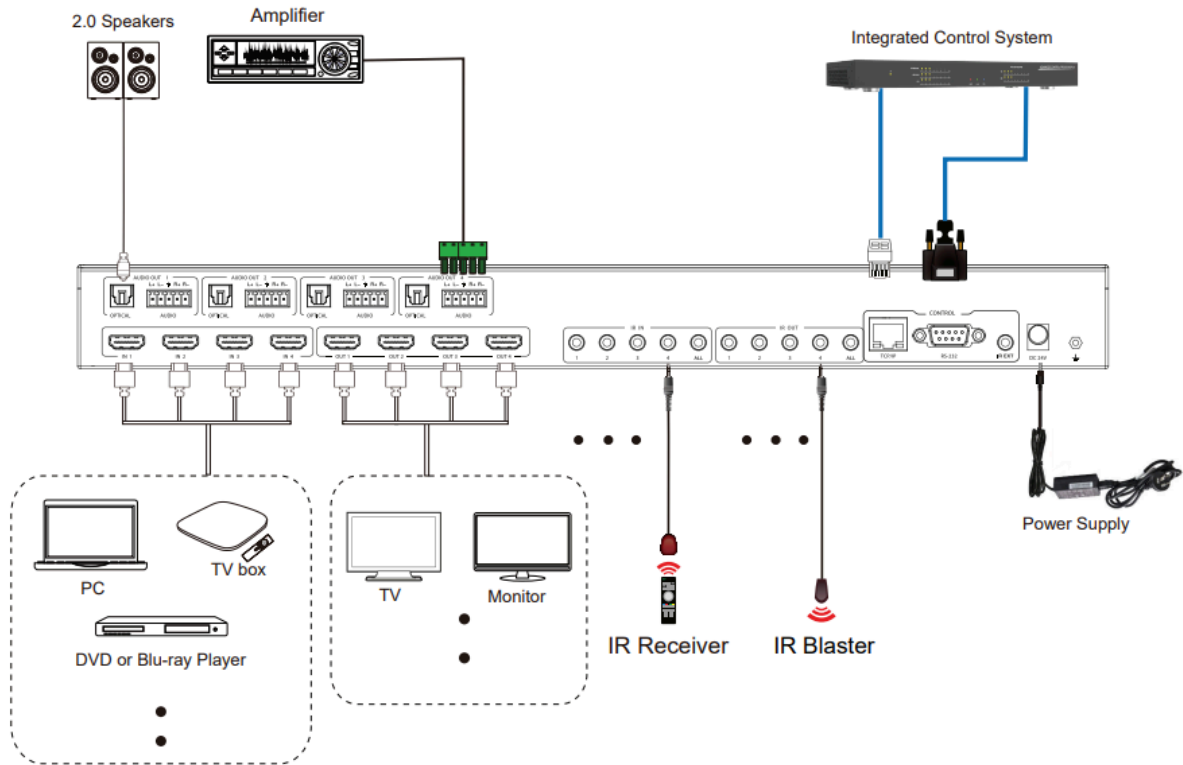 2.0 Speakers
Amplifier
Integrated Control System
AUDIO OUT 1
AUDIO OUT 2
AUDIO OUT 3
AUDIO OUT 4
L+ L- R+ R-
L+ L- R+ R-
L+ L- R+ R-
L+ L- R+ R-
OPTICAL AUDIO
OPTICAL AUDIO
OPTICAL AUDIO
OPTICAL AUDIO
IN 1 IN 2 IN 3 IN 4
OUT 1 OUT 2 OUT 3 OUT 4
IR IN
1 2 3 4 ALL
IR OUT
1 2 3 4 ALL
CONTROL
TCP/IP RS-232 IR EXT
DC 24V
PC
TV box
DVD or Blu-ray Player
TV
Monitor
IR Receiver
IR Blaster
Power Supply